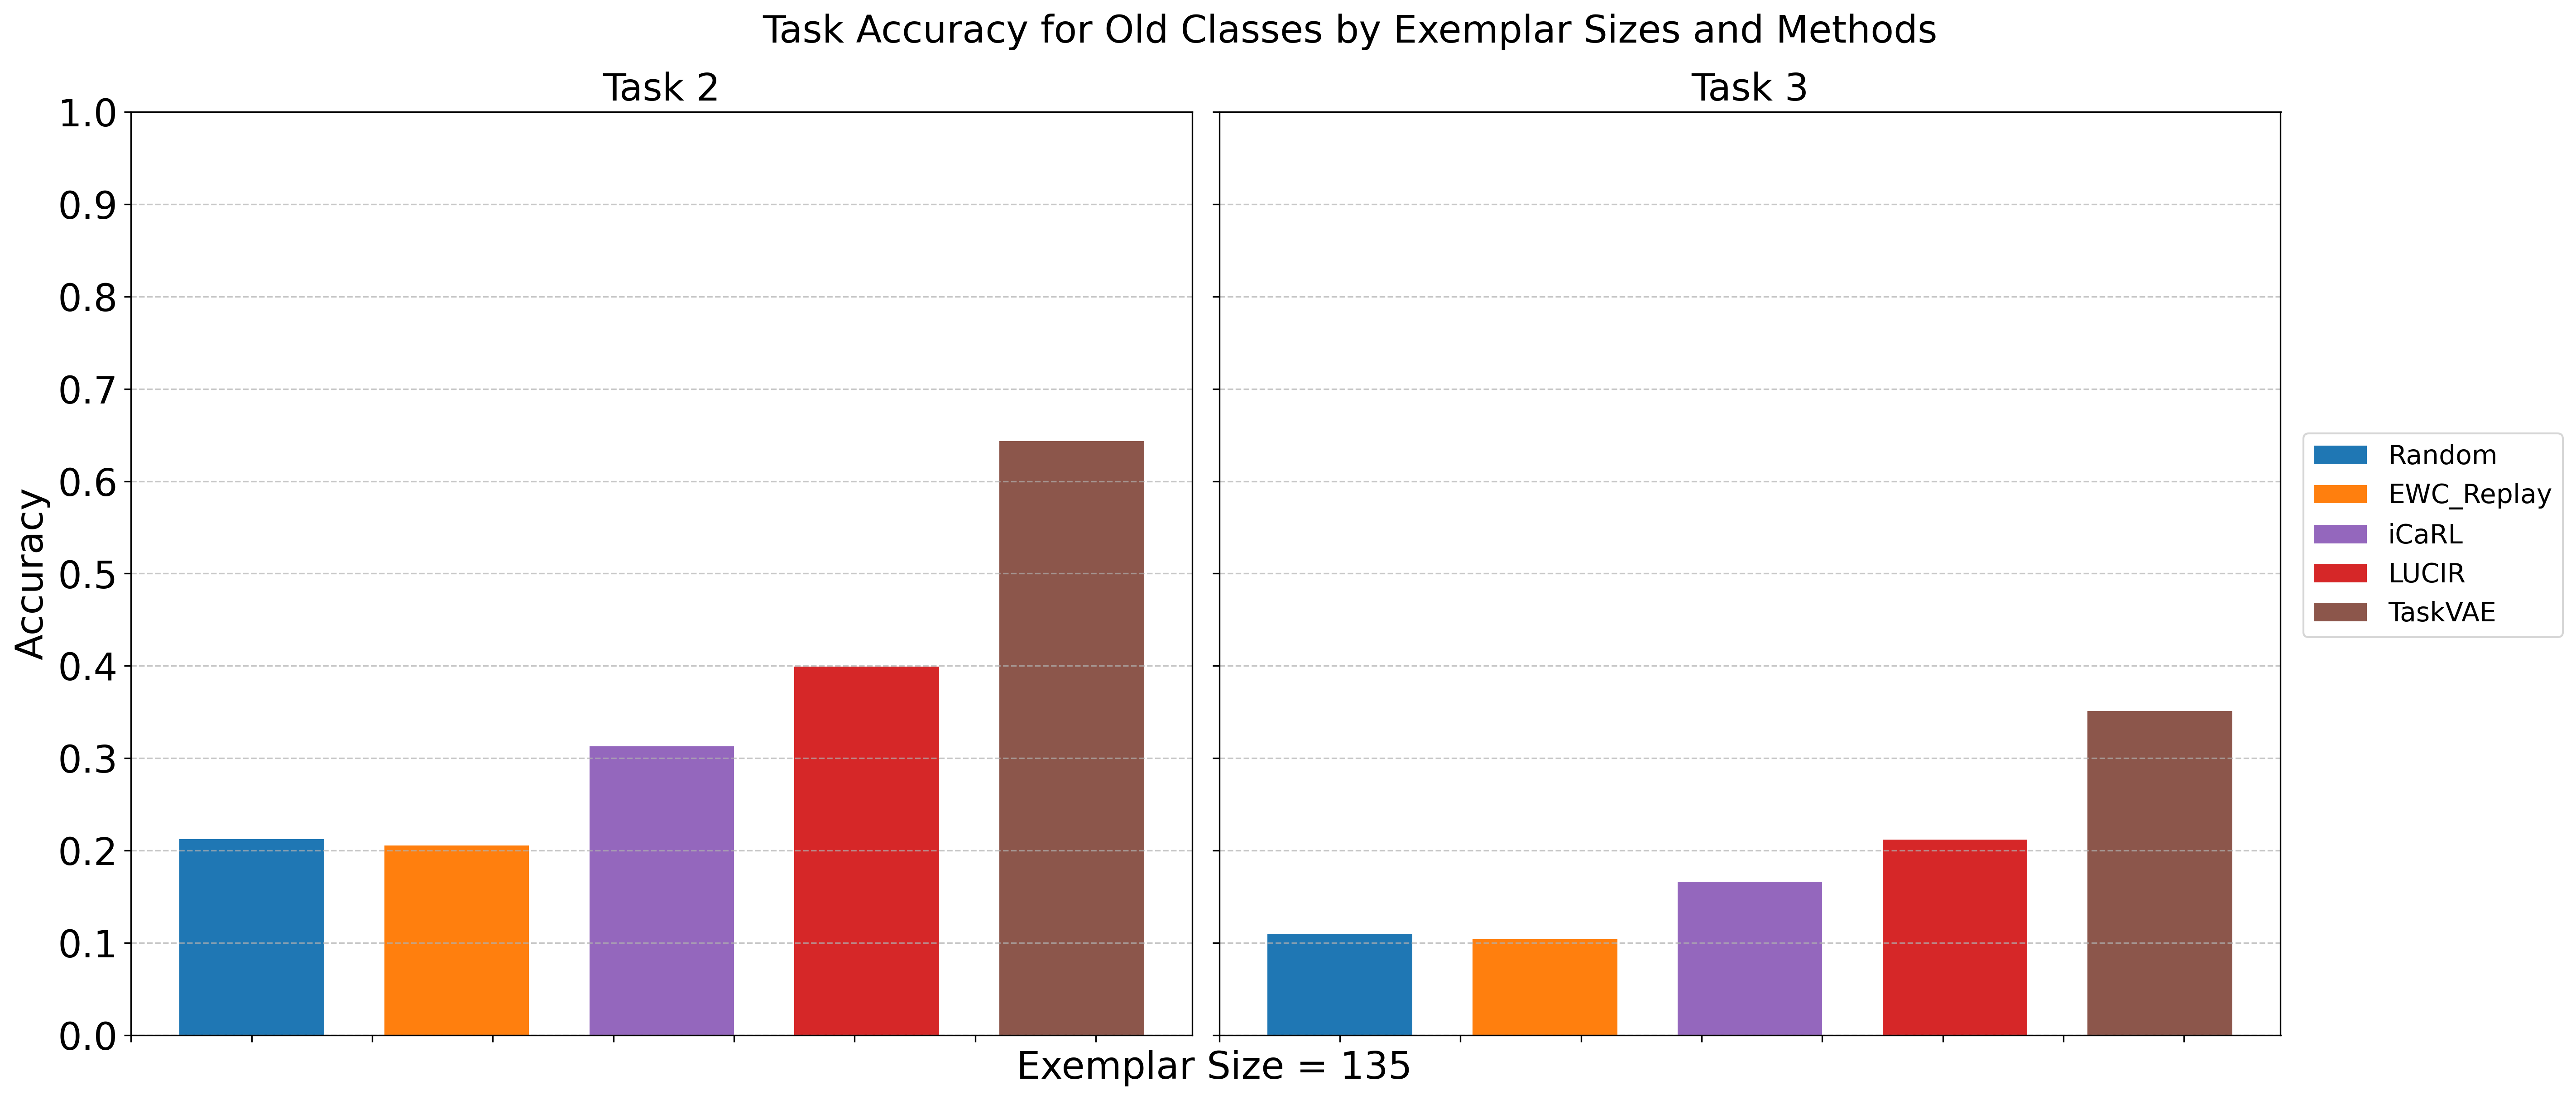 Task Accuracy for Old Classes by Exemplar Sizes and Methods
Task 2
Task 3
1.0
0.9
0.8
0.7
0.6
0.5
0.4
0.3
0.2
0.1
0.0
Accuracy
Exemplar Size = 135
Random
EWC_Replay
iCaRL
LUCIR
TaskVAE